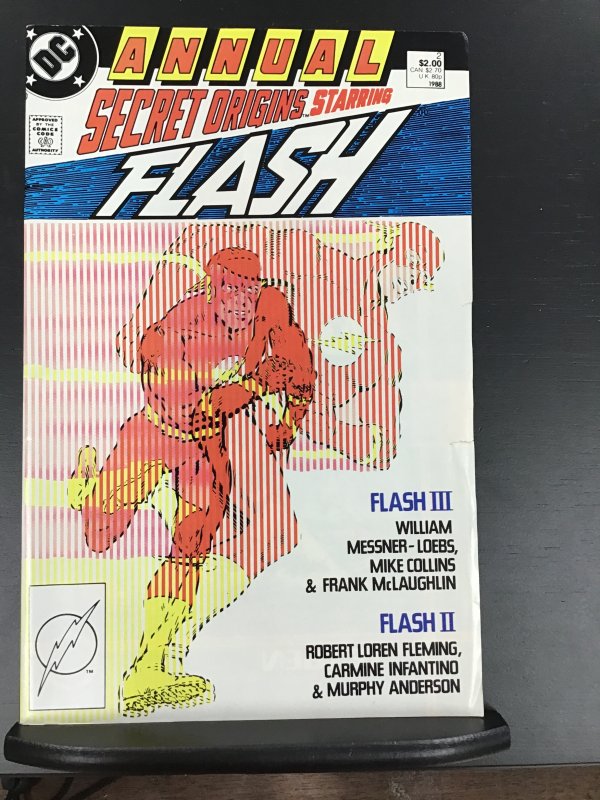 DC
ANNUAL
2
$2.00
CAN $2.70
U.K. 80p
1988
APPROVED
BY THE
COMICS
CODE
AUTHORITY
SECRET ORIGINS™ STARRING
FLASH
FLASH III
WILLIAM
MESSNER-LOEBS,
MIKE COLLINS
& FRANK McLAUGHLIN
FLASH II
ROBERT LOREN FLEMING,
CARMINE INFANTINO
& MURPHY ANDERSON
TM